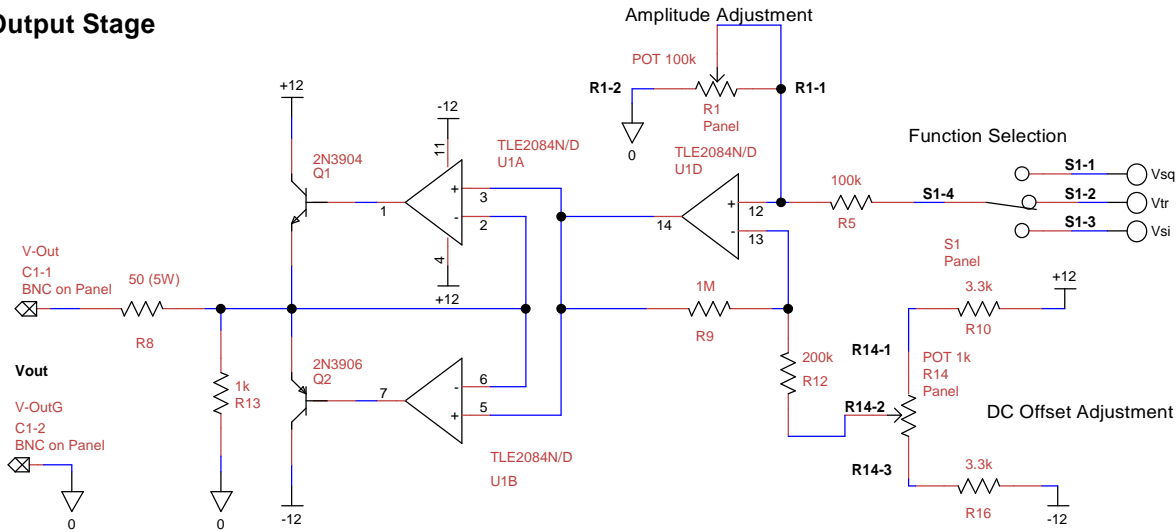 Output Stage
Amplitude Adjustment
POT 100k
R1-2
R1-1
R1
Panel
0
+12
-12
11
TLE2084N/D
U1A
TLE2084N/D
U1D
Function Selection
2N3904
Q1
1
+
3
-
2
4
+12
14
+
12
-
13
100k
R5
S1-4
S1-1
Vsq
S1-2
Vtr
S1-3
Vsi
S1
Panel
V-Out
C1-1
BNC on Panel
50 (5W)
R8
1M
R9
3.3k
R10
+12
Vout
V-OutG
C1-2
BNC on Panel
0
1k
R13
0
2N3906
Q2
7
-
6
+
5
TLE2084N/D
U1B
-12
200k
R12
R14-1
POT 1k
R14
Panel
R14-2
DC Offset Adjustment
R14-3
3.3k
R16
-12